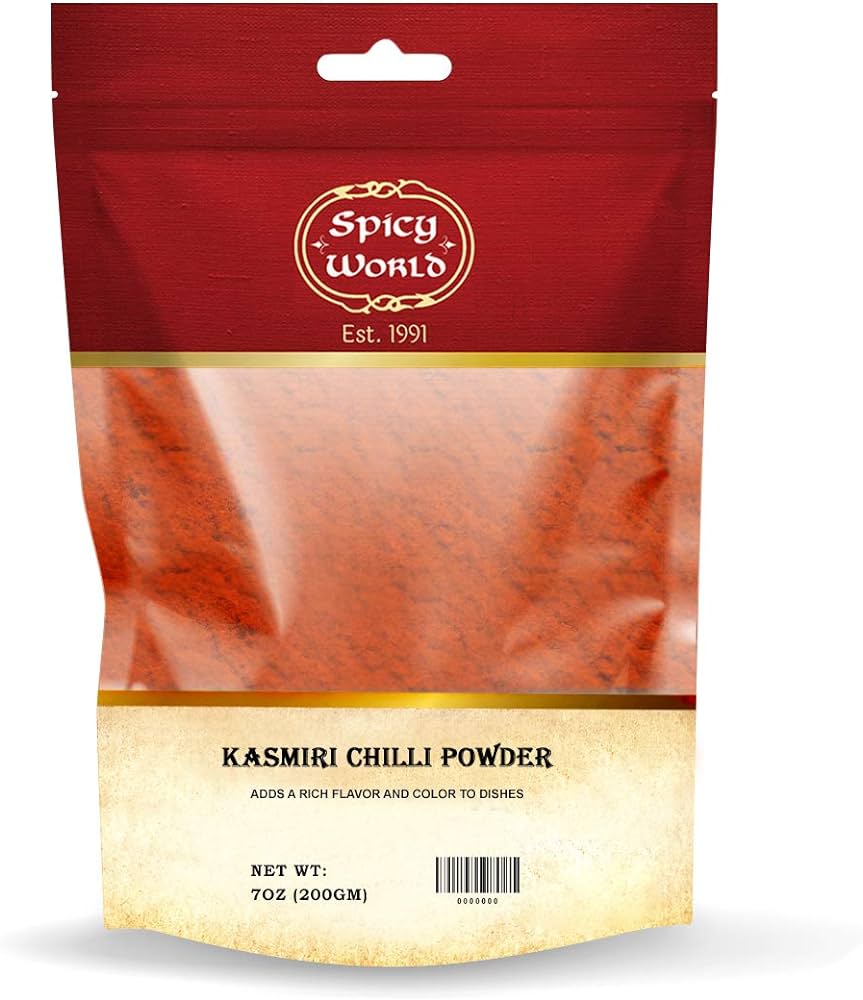 Spicy
World
Est. 1991
KASMIRI CHILLI POWDER
ADDS A RICH FLAVOR AND COLOR TO DISHES
NET WT:
7OZ (200GM)
0000000